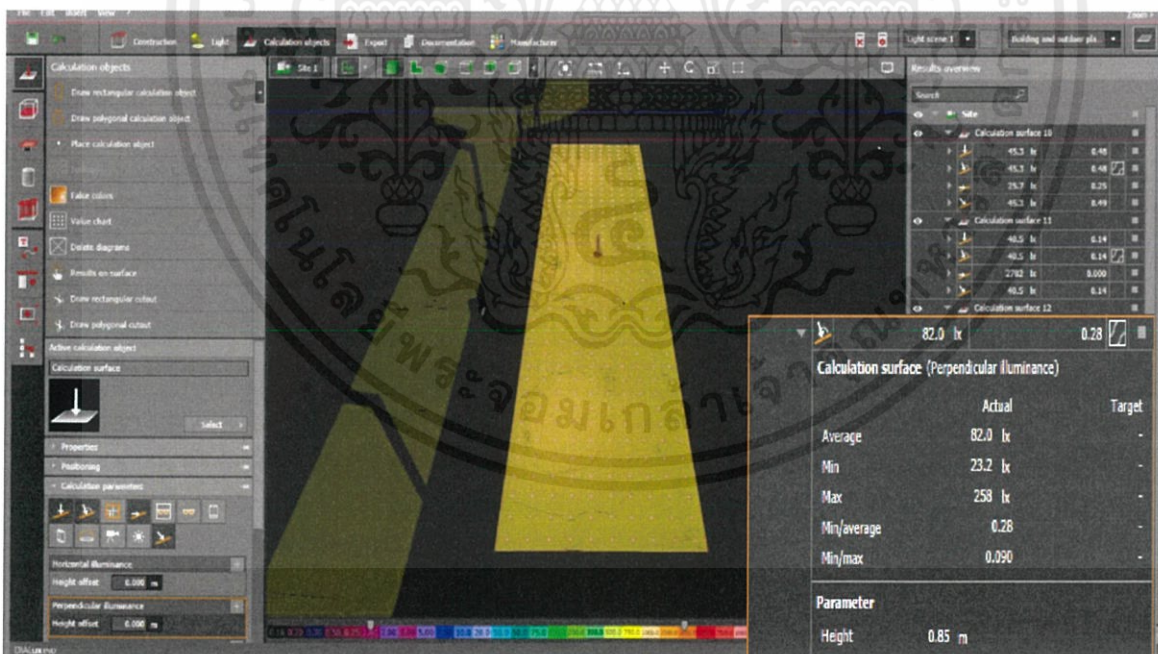 File Edit View
Zoom
Construction Light Calculation objects Export Documentation Manufacturer Light scene 1 Building and outdoor pla...
Calculation objects
Draw rectangular calculation object
Draw polygonal calculation object
Place calculation object
False colors
Value chart
Delete diagrams
Results on surface
Draw rectangular cutout
Draw polygonal cutout
Active calculation object
Calculation surface
Select
Properties
Positioning
Calculation parameters
Horizontal illuminance
Height offset 0.000 m
Perpendicular illuminance
Height offset 0.000 m
DIALux evo
Site 1
Results overview
Search
Site
Calculation surface 10
45.3 lx 0.48
45.3 lx 0.48
25.7 lx 0.25
45.3 lx 0.49
Calculation surface 11
40.5 lx 0.14
40.5 lx 0.14
2782 lx 0.000
40.5 lx 0.14
Calculation surface 12
82.0 lx 0.28
Calculation surface (Perpendicular illuminance)
Actual Target
Average 82.0 lx -
Min 23.2 lx -
Max 258 lx -
Min/average 0.28 -
Min/max 0.090 -
Parameter
Height 0.85 m